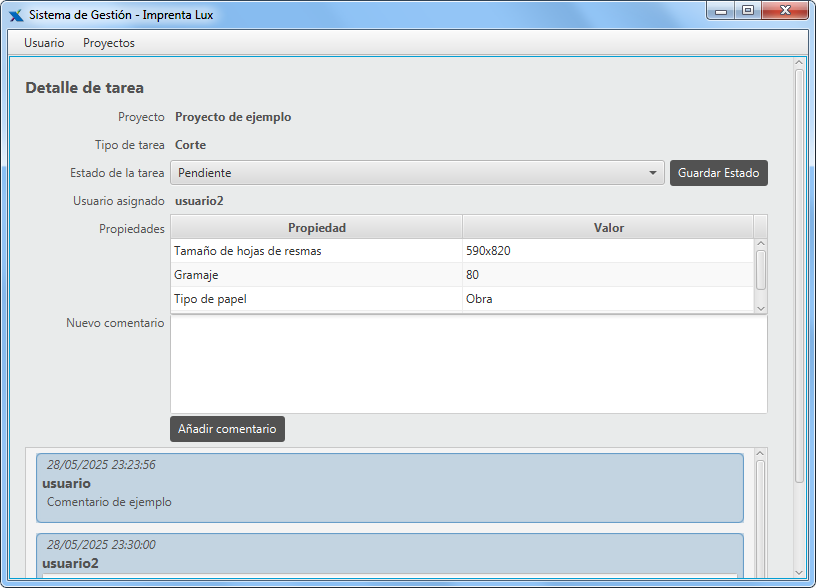 Sistema de Gestión - Imprenta Lux
Usuario Proyectos
Detalle de tarea
Proyecto Proyecto de ejemplo
Tipo de tarea Corte
Estado de la tarea Pendiente Guardar Estado
Usuario asignado usuario2
Propiedades Propiedad Valor
Tamaño de hojas de resmas 590x820
Gramaje 80
Tipo de papel Obra
Nuevo comentario
Añadir comentario
28/05/2025 23:23:56
usuario
Comentario de ejemplo
28/05/2025 23:30:00
usuario2